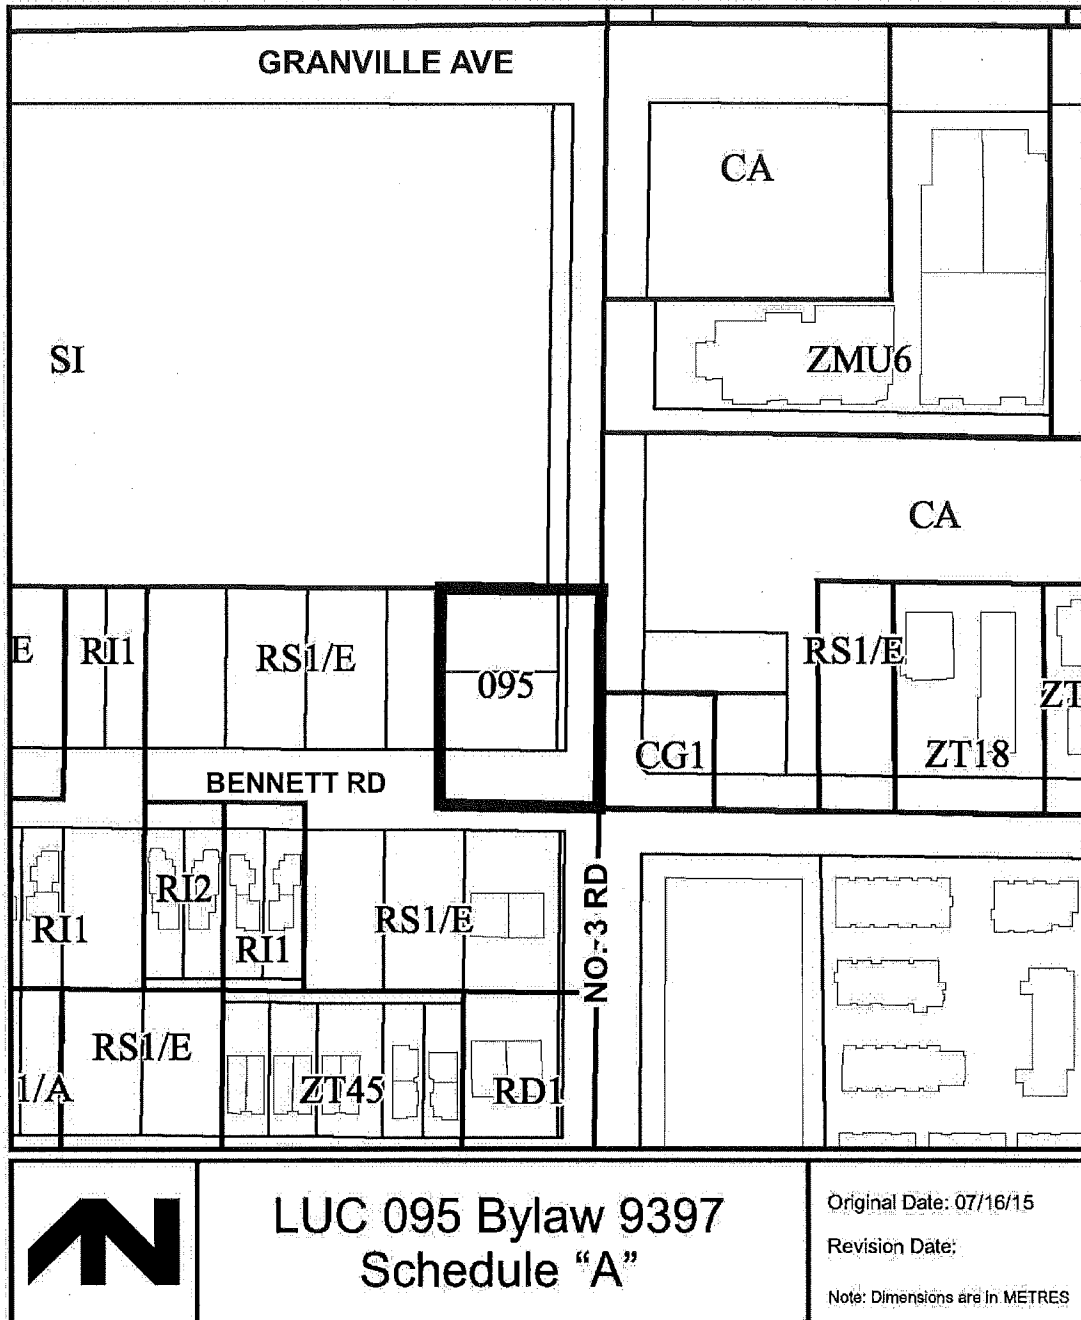 GRANVILLE AVE
CA
SI
ZMU6
CA
E
RI1
RS1/E
095
RS1/E
ZT
CG1
ZT18
BENNETT RD
RI2
RI1
RI1
RS1/E
NO. 3 RD
RS1/E
1/A
ZT45
RD1
LUC 095 Bylaw 9397
Schedule “A”
Original Date: 07/16/15
Revision Date:
Note: Dimensions are in METRES